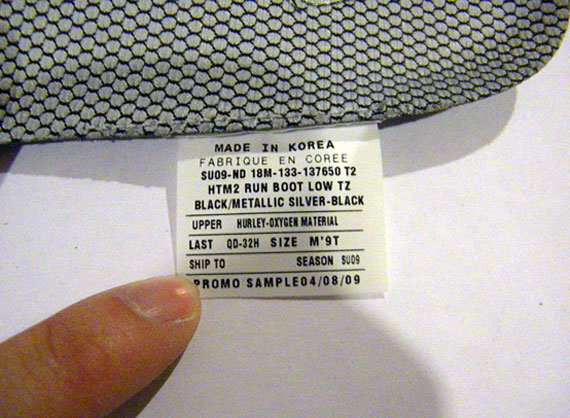 MADE IN KOREA
FABRIQUE EN COREE
SU09-ND 18M-133-137650 T2
HTM2 RUN BOOT LOW TZ
BLACK/METALLIC SILVER-BLACK
UPPER HURLEY-OXYGEN MATERIAL
LAST QD-32H SIZE M'9T
SHIP TO SEASON SU09
PROMO SAMPLE04/08/09